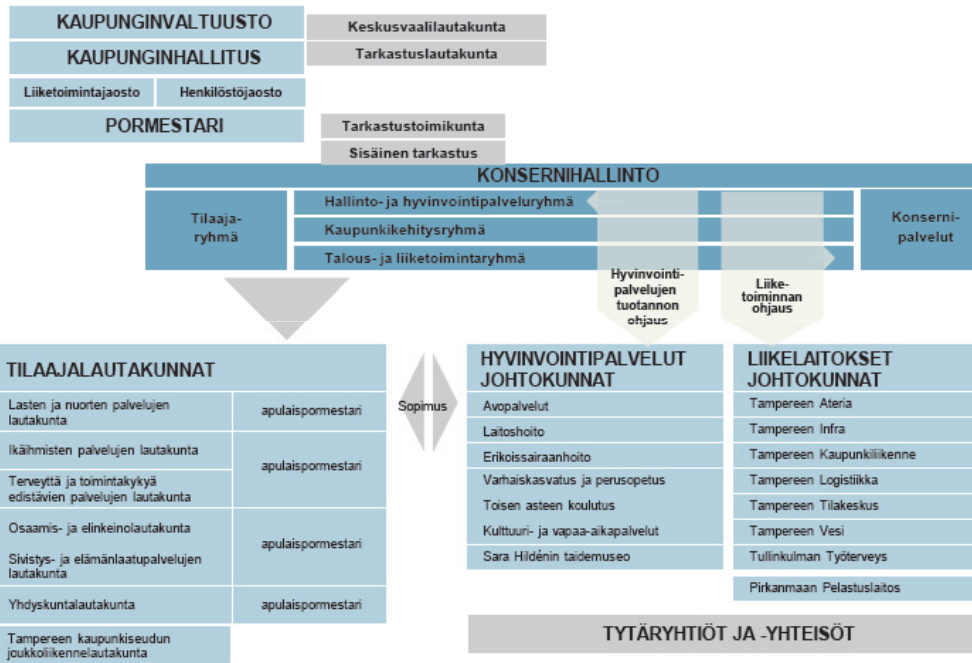 KAUPUNGINVALTUUSTO
Keskusvaalilautakunta
KAUPUNGINHALLITUS
Tarkastuslautakunta
Liiketoimintajaosto
Henkilöstöjaosto
PORMESTARI
Tarkastustoimikunta
Sisäinen tarkastus
KONSERNIHALLINTO
Tilaaja-
ryhmä
Hallinto- ja hyvinvointipalveluryhmä
Kaupunkikehitysryhmä
Talous- ja liiketoimintaryhmä
Konserni-
palvelut
Hyvinvointi-
palvelujen
tuotannon
ohjaus
Liike-
toiminnan
ohjaus
TILAAJALAUTAKUNNAT
Lasten ja nuorten palvelujen
lautakunta
apulaispormestari
Ikäihmisten palvelujen lautakunta
Terveyttä ja toimintakykyä
edistävien palvelujen lautakunta
apulaispormestari
Osaamis- ja elinkeinolautakunta
Sivistys- ja elämänlaatupalvelujen
lautakunta
apulaispormestari
Yhdyskuntalautakunta
apulaispormestari
Tampereen kaupunkiseudun
joukkoliikennelautakunta
Sopimus
HYVINVOINTIPALVELUT
JOHTOKUNNAT
Avopalvelut
Laitoshoito
Erikoissairaanhoito
Varhaiskasvatus ja perusopetus
Toisen asteen koulutus
Kulttuuri- ja vapaa-aikapalvelut
Sara Hildénin taidemuseo
LIIKELAITOKSET
JOHTOKUNNAT
Tampereen Ateria
Tampereen Infra
Tampereen Kaupunkiliikenne
Tampereen Logistiikka
Tampereen Tilakeskus
Tampereen Vesi
Tullinkulman Työterveys
Pirkanmaan Pelastuslaitos
TYTÄRYHTIÖT JA -YHTEISÖT